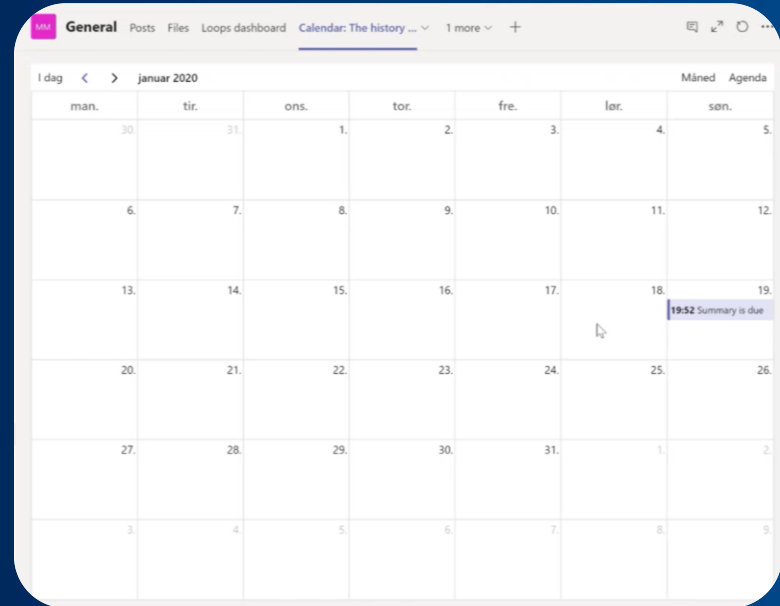 MM General Posts Files Loops dashboard Calendar: The history ... 1 more
I dag januar 2020 Måned Agenda
man. tir. ons. tor. fre. lør. søn.
30. 31. 1. 2. 3. 4. 5.
6. 7. 8. 9. 10. 11. 12.
13. 14. 15. 16. 17. 18. 19.
19:52 Summary is due
20. 21. 22. 23. 24. 25. 26.
27. 28. 29. 30. 31. 1. 2.
3. 4. 5. 6. 7. 8. 9.